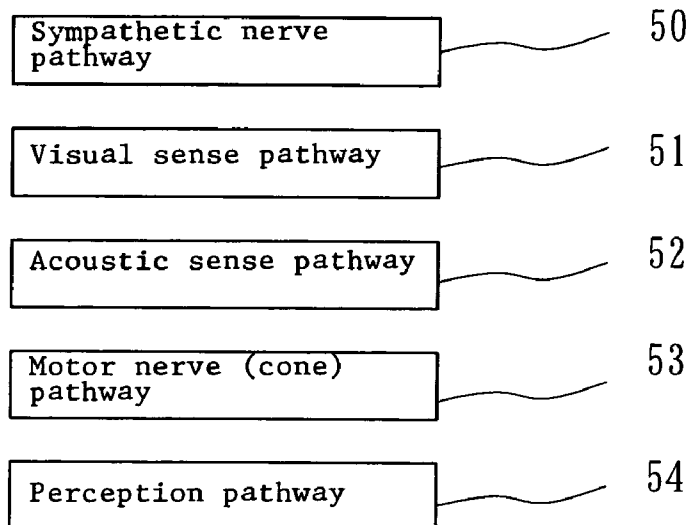 Sympathetic nerve
pathway
50
Visual sense pathway
51
Acoustic sense pathway
52
Motor nerve (cone)
pathway
53
Perception pathway
54